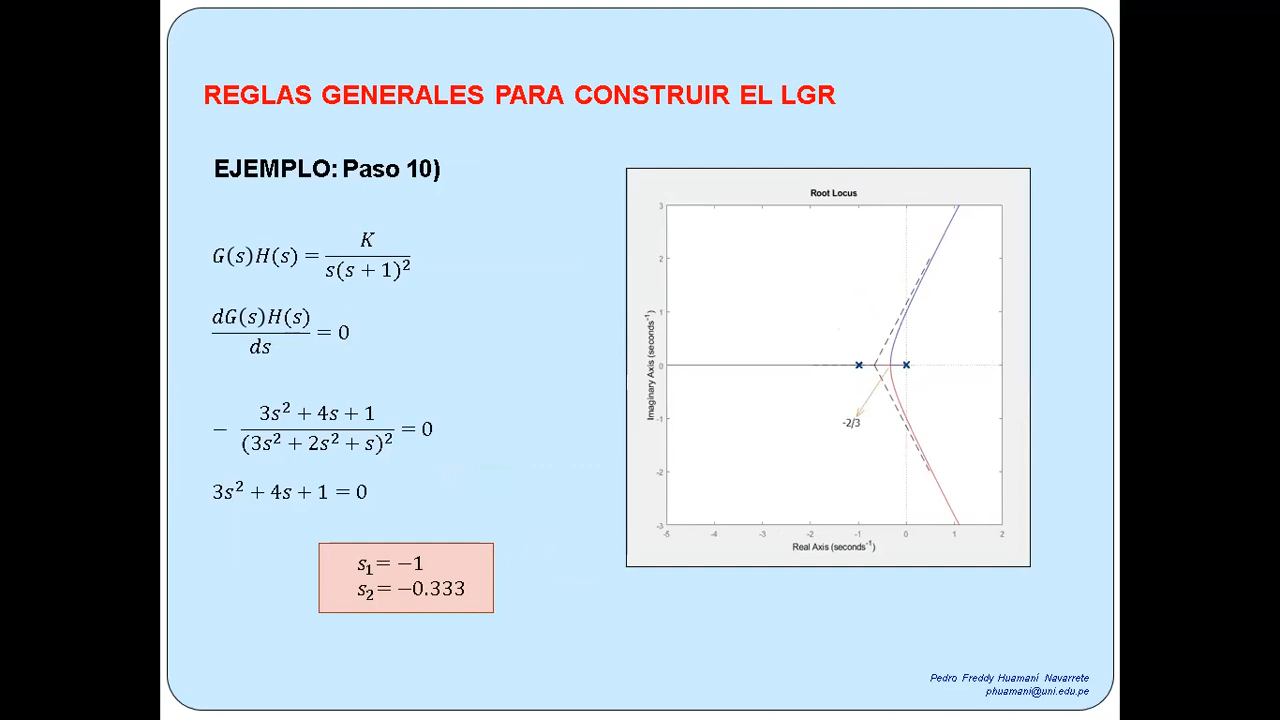 REGLAS GENERALES PARA CONSTRUIR EL LGR
EJEMPLO: Paso 10)
G(s)H(s) = K / s(s + 1)²
dG(s)H(s) / ds = 0
− 3s² + 4s + 1 / (3s² + 2s² + s)² = 0
3s² + 4s + 1 = 0
s₁= −1
s₂= −0.333
Root Locus
Imaginary Axis (seconds⁻¹)
3
2
1
0
-1
-2
-3
-2/3
-5 -4 -3 -2 -1 0 1 2
Real Axis (seconds⁻¹)
Pedro Freddy Huamaní Navarrete
phuamani@uni.edu.pe